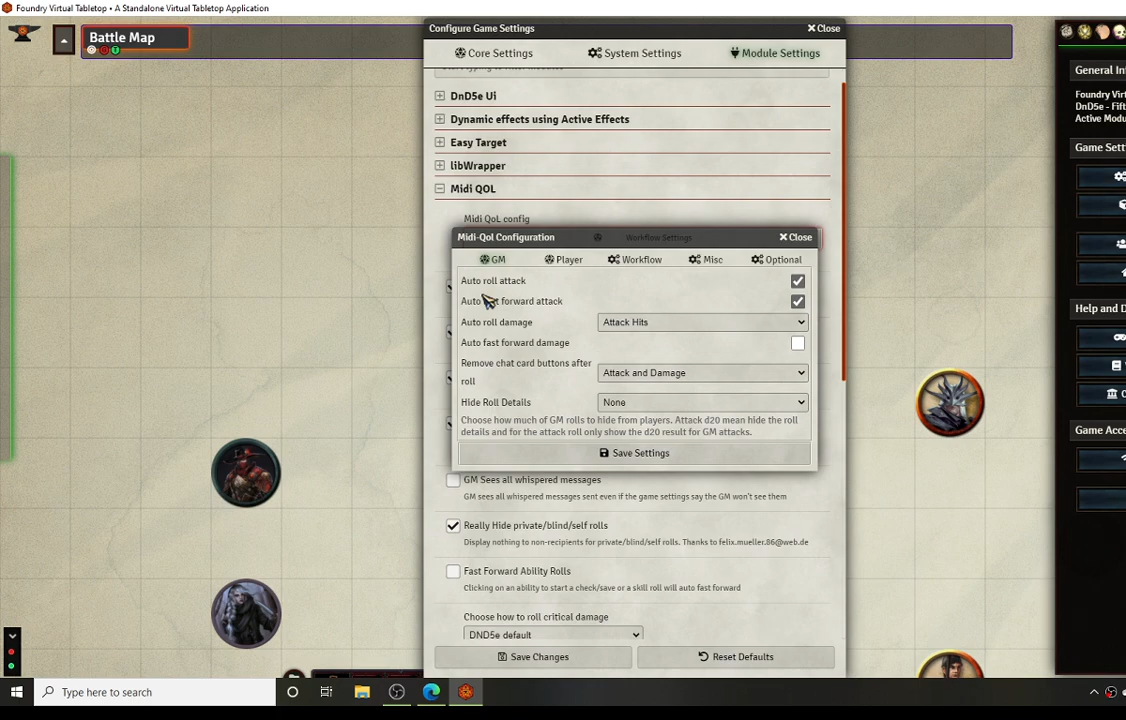 Foundry Virtual Tabletop • A Standalone Virtual Tabletop Application
Battle Map
Configure Game Settings
Close
Core Settings
System Settings
Module Settings
DnD5e Ui
Dynamic effects using Active Effects
Easy Target
libWrapper
Midi QOL
Midi QoL config
Midi-Qol Configuration
Workflow Settings
Close
GM
Player
Workflow
Misc
Optional
Auto roll attack
Auto forward attack
Auto roll damage
Attack Hits
Auto fast forward damage
Remove chat card buttons after
roll
Attack and Damage
Hide Roll Details
None
Choose how much of GM rolls to hide from players. Attack d20 mean hide the roll
details and for the attack roll only show the d20 result for GM attacks.
Save Settings
GM Sees all whispered messages
GM sees all whispered messages sent even if the game settings say the GM won't see them
Really Hide private/blind/self rolls
Display nothing to non-recipients for private/blind/self rolls. Thanks to felix.mueller.86@web.de
Fast Forward Ability Rolls
Clicking on an ability to start a check/save or a skill roll will auto fast forward
Choose how to roll critical damage
DND5e default
Save Changes
Reset Defaults
General In
Foundry Virt
DnD5e - Fift
Active Modu
Game Sett
Help and D
Game Acce
Type here to search